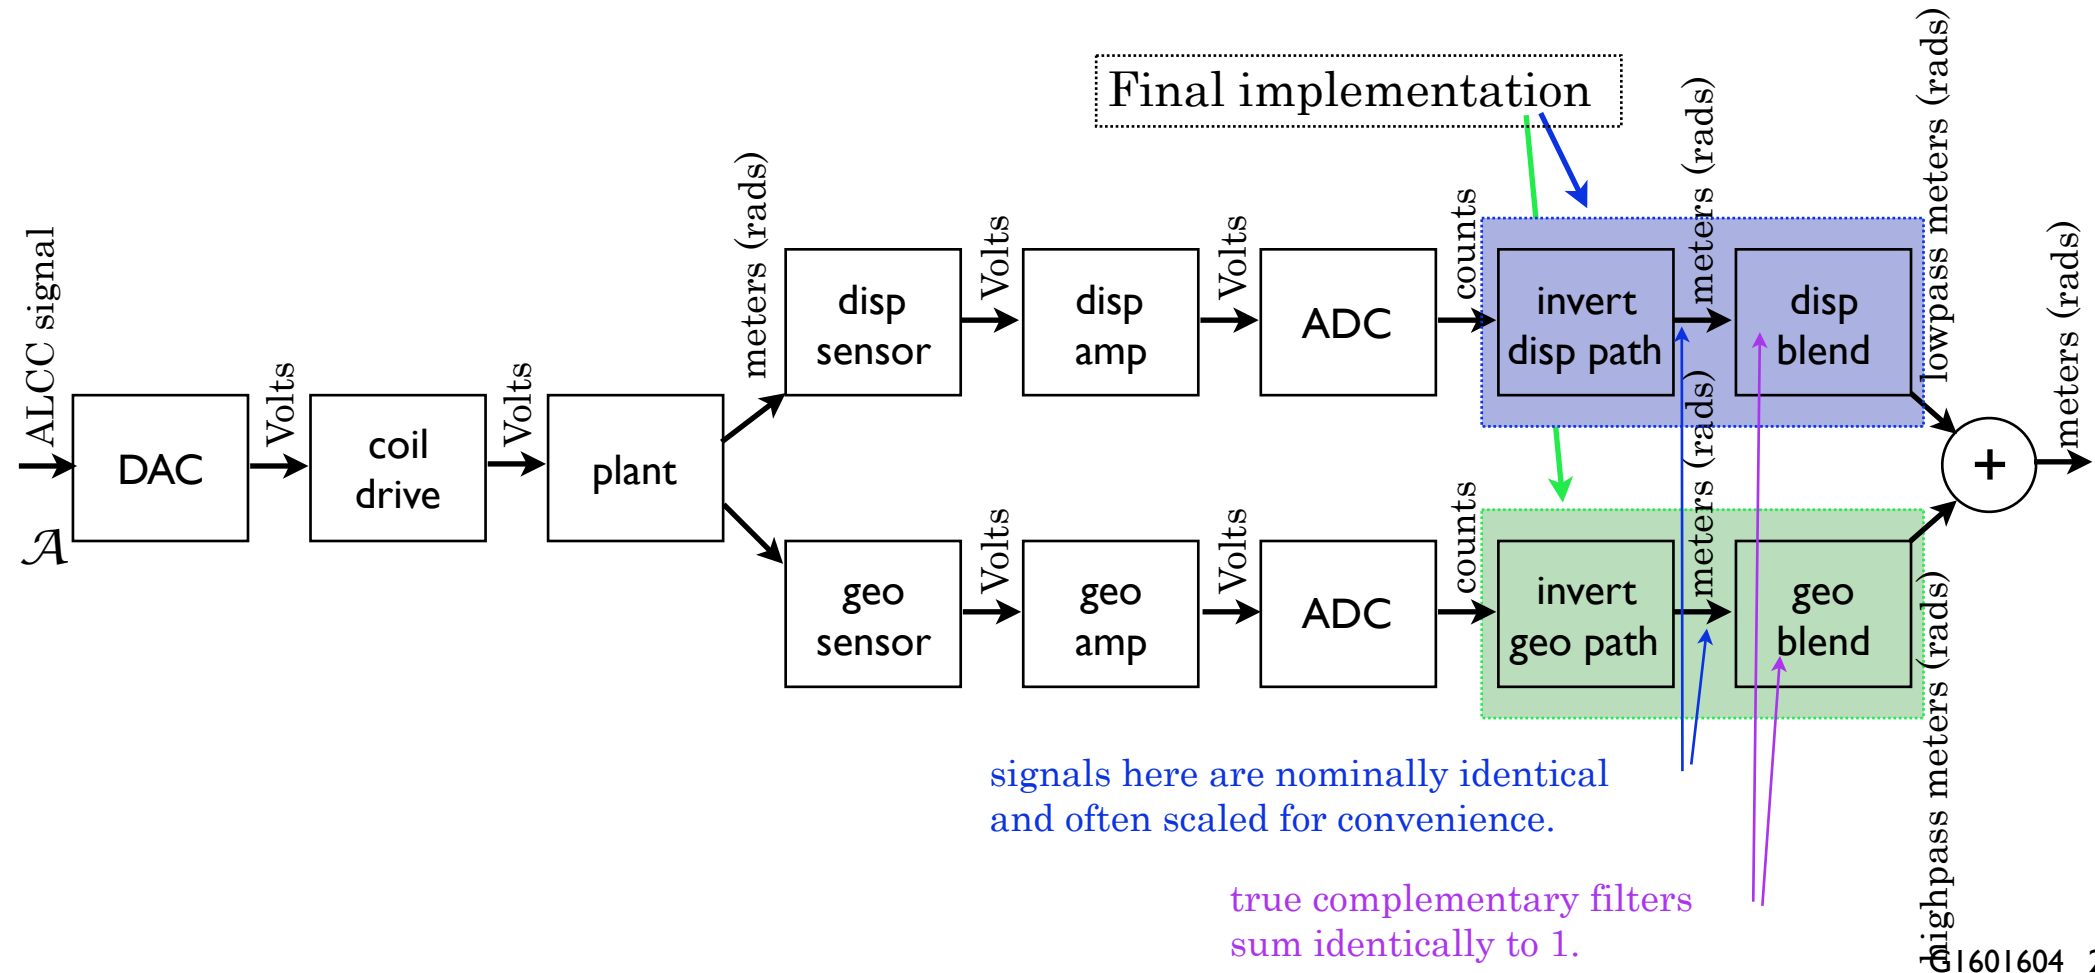 Final implementation
ALCC signal
𝒜
DAC
Volts
coil
drive
Volts
plant
meters (rads)
disp
sensor
Volts
disp
amp
Volts
ADC
counts
invert
disp path
meters (rads)
disp
blend
lowpass meters (rads)
geo
sensor
Volts
geo
amp
Volts
ADC
counts
invert
geo path
meters (rads)
geo
blend
highpass meters (rads)
+
meters (rads)
signals here are nominally identical
and often scaled for convenience.
true complementary filters
sum identically to 1.
G1601604 2